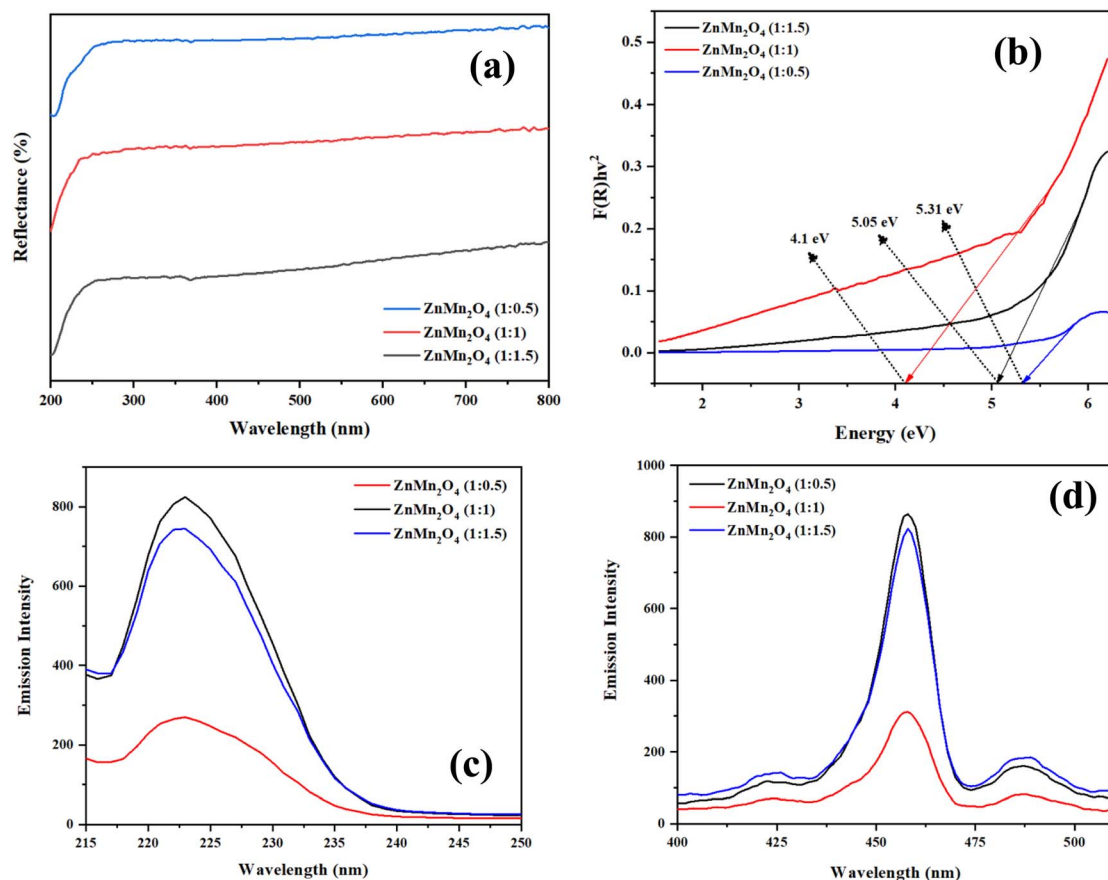 (a)
Reflectance (%)
ZnMn₂O₄ (1:0.5)
ZnMn₂O₄ (1:1)
ZnMn₂O₄ (1:1.5)
200 300 400 500 600 700 800
Wavelength (nm)
(b)
F(R)hv²
0.5
0.4
0.3
0.2
0.1
0.0
ZnMn₂O₄ (1:1.5)
ZnMn₂O₄ (1:1)
ZnMn₂O₄ (1:0.5)
4.1 eV
5.05 eV
5.31 eV
2 3 4 5 6
Energy (eV)
(c)
Emission Intensity
800
600
400
200
0
ZnMn₂O₄ (1:0.5)
ZnMn₂O₄ (1:1)
ZnMn₂O₄ (1:1.5)
215 220 225 230 235 240 245 250
Wavelength (nm)
(d)
Emission Intensity
1000
800
600
400
200
0
ZnMn₂O₄ (1:0.5)
ZnMn₂O₄ (1:1)
ZnMn₂O₄ (1:1.5)
400 425 450 475 500
Wavelength (nm)